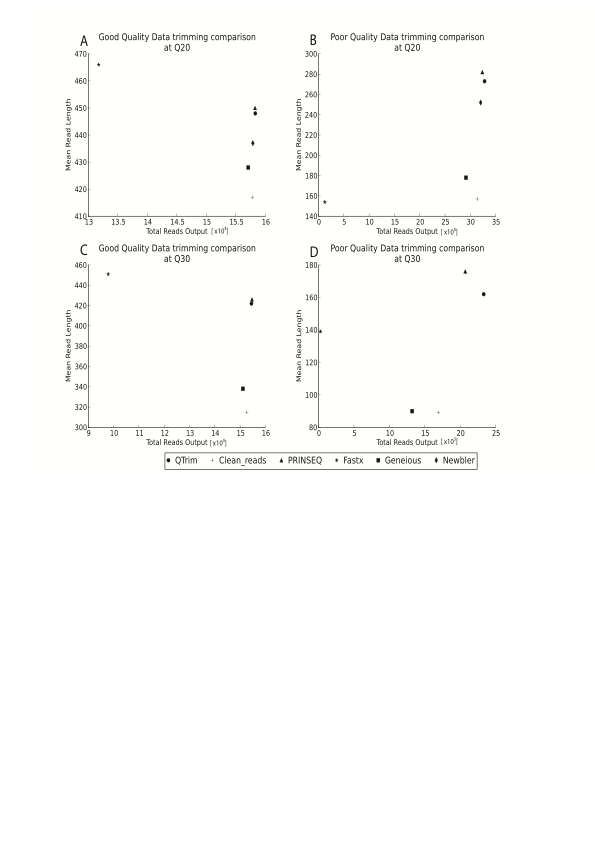 A
Good Quality Data trimming comparison
at Q20
470
460
450
440
430
420
410
Mean Read Length
13 13.5 14 14.5 15 15.5 16
Total Reads Output [x10³]
B
Poor Quality Data trimming comparison
at Q20
300
280
260
240
220
200
180
160
140
Mean Read Length
0 5 10 15 20 25 30 35
Total Reads Output [x10³]
C
Good Quality Data trimming comparison
at Q30
460
440
420
400
380
360
340
320
300
Mean Read Length
9 10 11 12 13 14 15 16
Total Reads Output [x10³]
D
Poor Quality Data trimming comparison
at Q30
180
160
140
120
100
80
Mean Read Length
0 5 10 15 20 25
Total Reads Output [x10³]
QTrim Clean_reads PRINSEQ Fastx Geneious Newbler